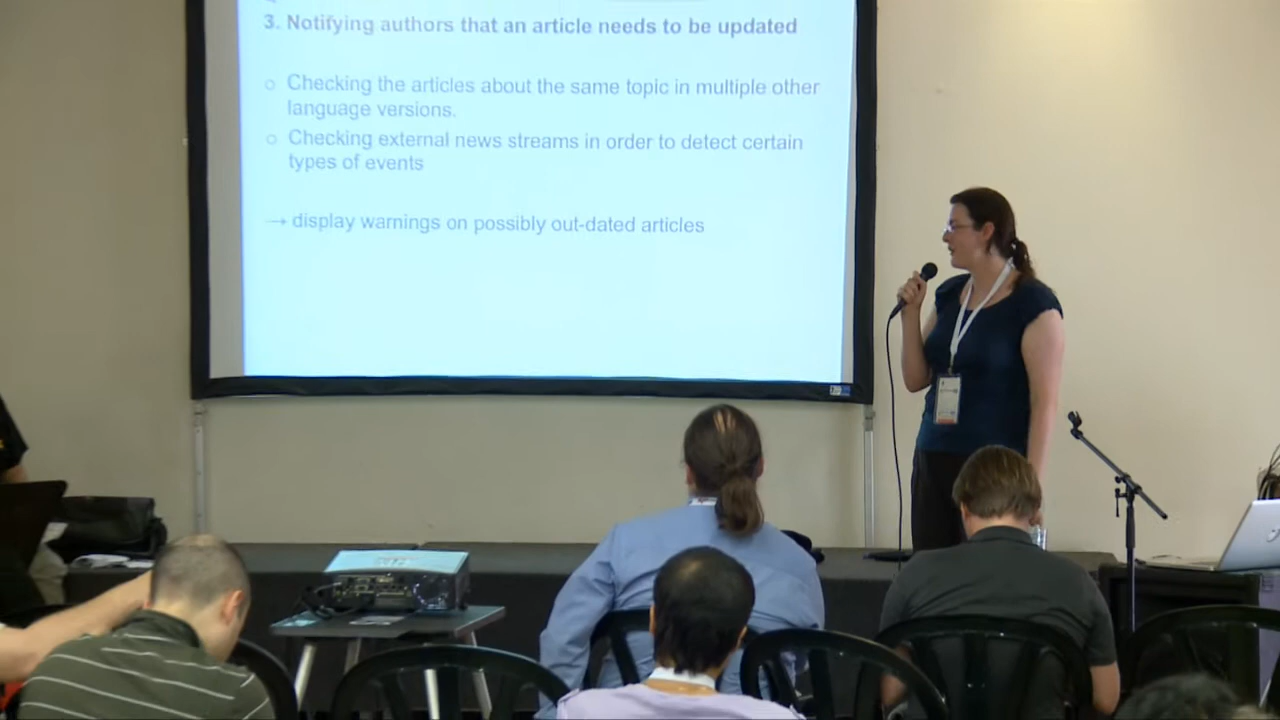 3. Notifying authors that an article needs to be updated
o Checking the articles about the same topic in multiple other
language versions.
o Checking external news streams in order to detect certain
types of events
→ display warnings on possibly out-dated articles